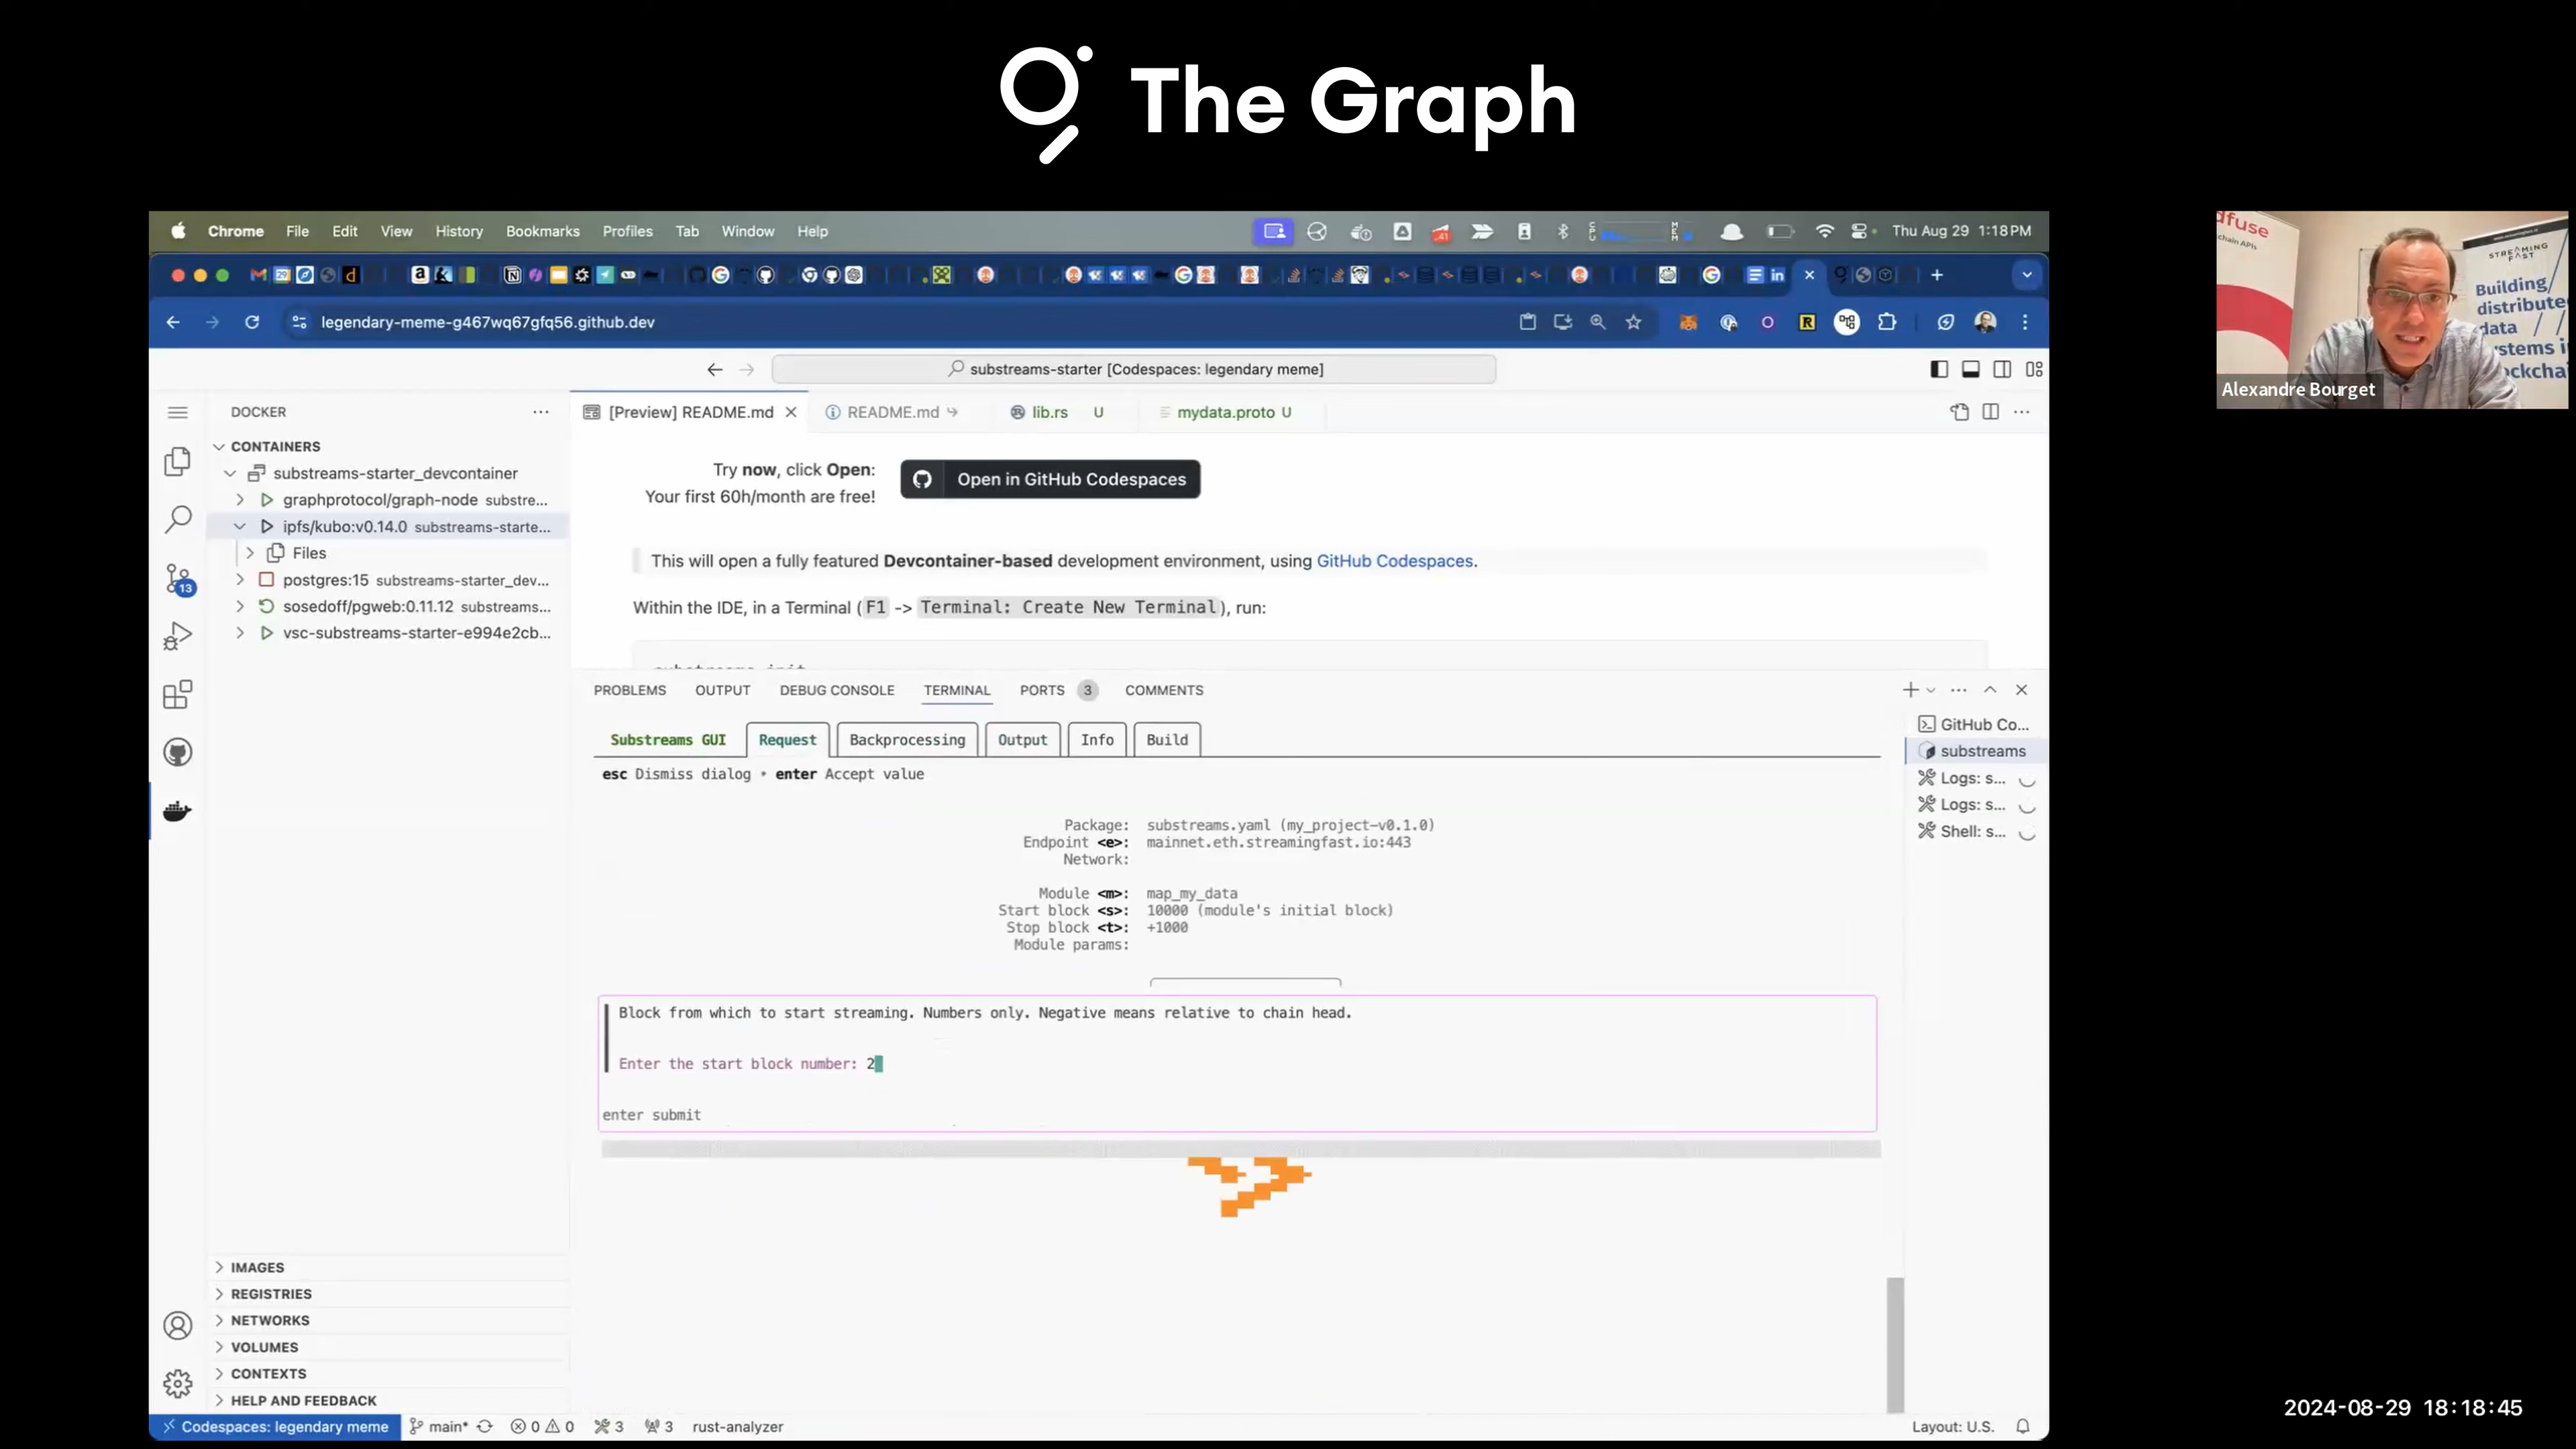 The Graph
Chrome File Edit View History Bookmarks Profiles Tab Window Help
Thu Aug 29 1:18 PM
legendary-meme-g467wq67gfq56.github.dev
substreams-starter [Codespaces: legendary meme]
DOCKER
CONTAINERS
substreams-starter_devcontainer
graphprotocol/graph-node substre...
ipfs/kubo:v0.14.0 substreams-starte...
Files
postgres:15 substreams-starter_dev...
sosedoff/pgweb:0.11.12 substreams...
vsc-substreams-starter-e994e2cb...
13
IMAGES
REGISTRIES
NETWORKS
VOLUMES
CONTEXTS
HELP AND FEEDBACK
[Preview] README.md README.md lib.rs U mydata.proto U
Try now, click Open:
Your first 60h/month are free!
Open in GitHub Codespaces
This will open a fully featured Devcontainer-based development environment, using GitHub Codespaces.
Within the IDE, in a Terminal (F1 -> Terminal: Create New Terminal), run:
PROBLEMS OUTPUT DEBUG CONSOLE TERMINAL PORTS 3 COMMENTS
Substreams GUI Request Backprocessing Output Info Build
esc Dismiss dialog • enter Accept value
Package: substreams.yaml (my_project-v0.1.0)
Endpoint <e>: mainnet.eth.streamingfast.io:443
Network:
Module <m>: map_my_data
Start block <s>: 10000 (module's initial block)
Stop block <t>: +1000
Module params:
Block from which to start streaming. Numbers only. Negative means relative to chain head.
Enter the start block number: 2
enter submit
GitHub Co...
substreams
Logs: s...
Logs: s...
Shell: s...
Codespaces: legendary meme main* 0 0 3 3 rust-analyzer
Layout: U.S.
STREAMING
FAST
Building
data
Alexandre Bourget
2024-08-29 18:18:45